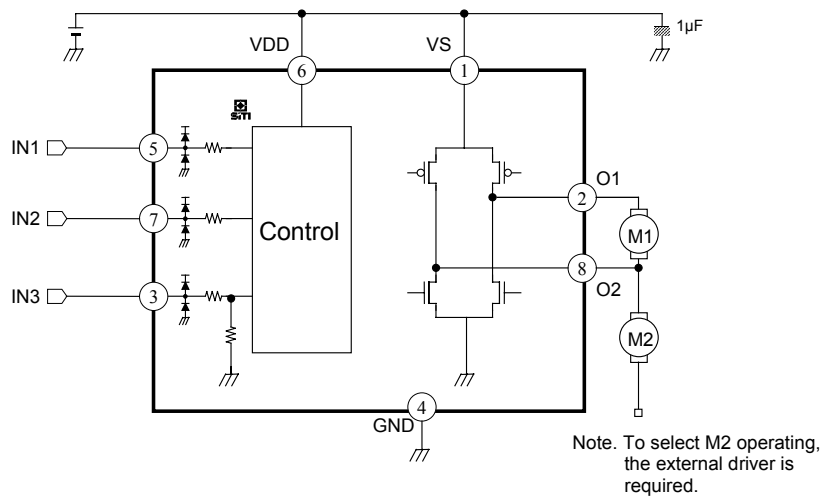 1µF
VDD
VS
6
1
SiTI
IN1
5
O1
2
IN2
7
Control
M1
8
O2
IN3
3
M2
4
GND
Note. To select M2 operating,
the external driver is
required.